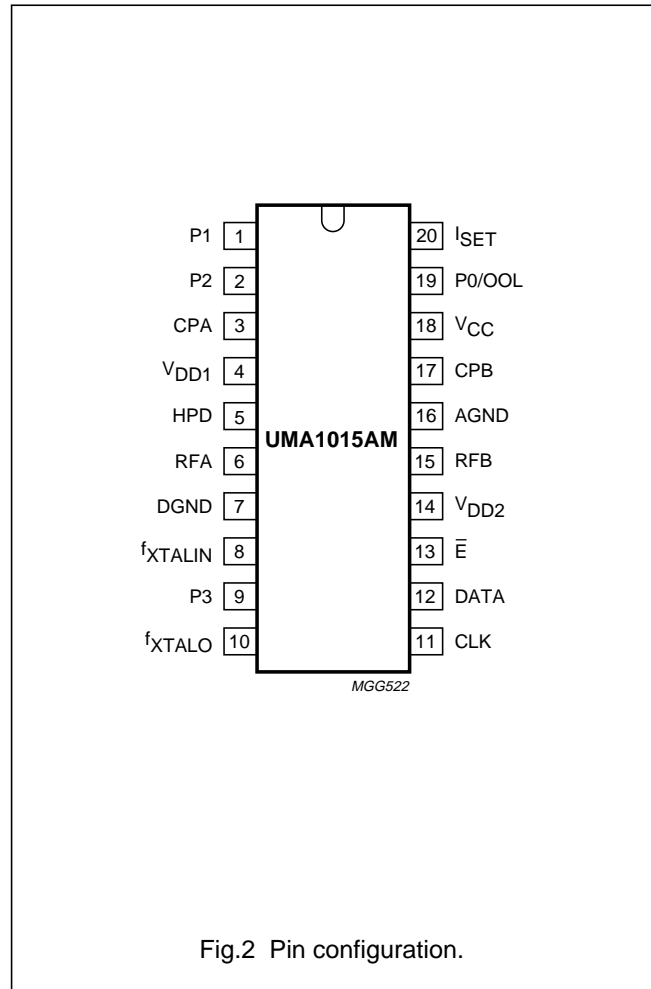 P1 1 20 ISET
P2 2 19 P0/OOL
CPA 3 18 VCC
VDD1 4 17 CPB
HPD 5 16 AGND
UMA1015AM
RFA 6 15 RFB
DGND 7 14 VDD2
fXTALIN 8 13 E̅
P3 9 12 DATA
fXTALO 10 11 CLK
MGG522
Fig.2 Pin configuration.